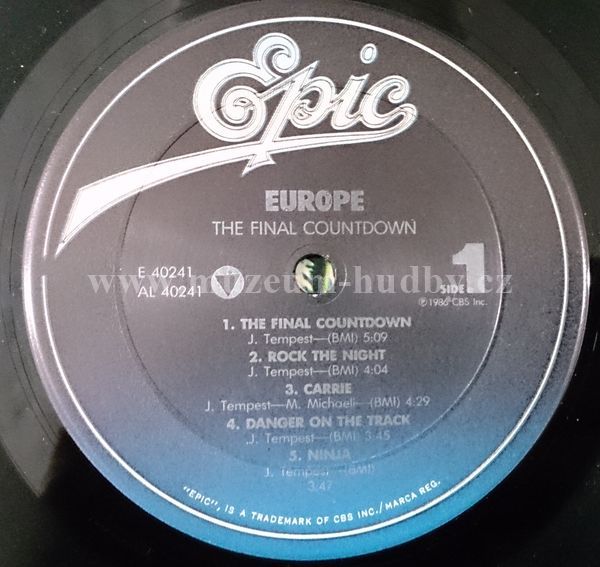 Epic
EUROPE
THE FINAL COUNTDOWN
E 40241
AL 40241
1
SIDE
℗1986 CBS Inc.
www.muzeum-hudby.cz
1. THE FINAL COUNTDOWN
J. Tempest—(BMI) 5:09
2. ROCK THE NIGHT
J. Tempest—(BMI) 4:04
3. CARRIE
J. Tempest—M. Michaeli—(BMI) 4:29
4. DANGER ON THE TRACK
J. Tempest—(BMI) 3:45
5. NINJA
J. Tempest—(BMI)
3:47
"EPIC", IS A TRADEMARK OF CBS INC./MARCA REG.